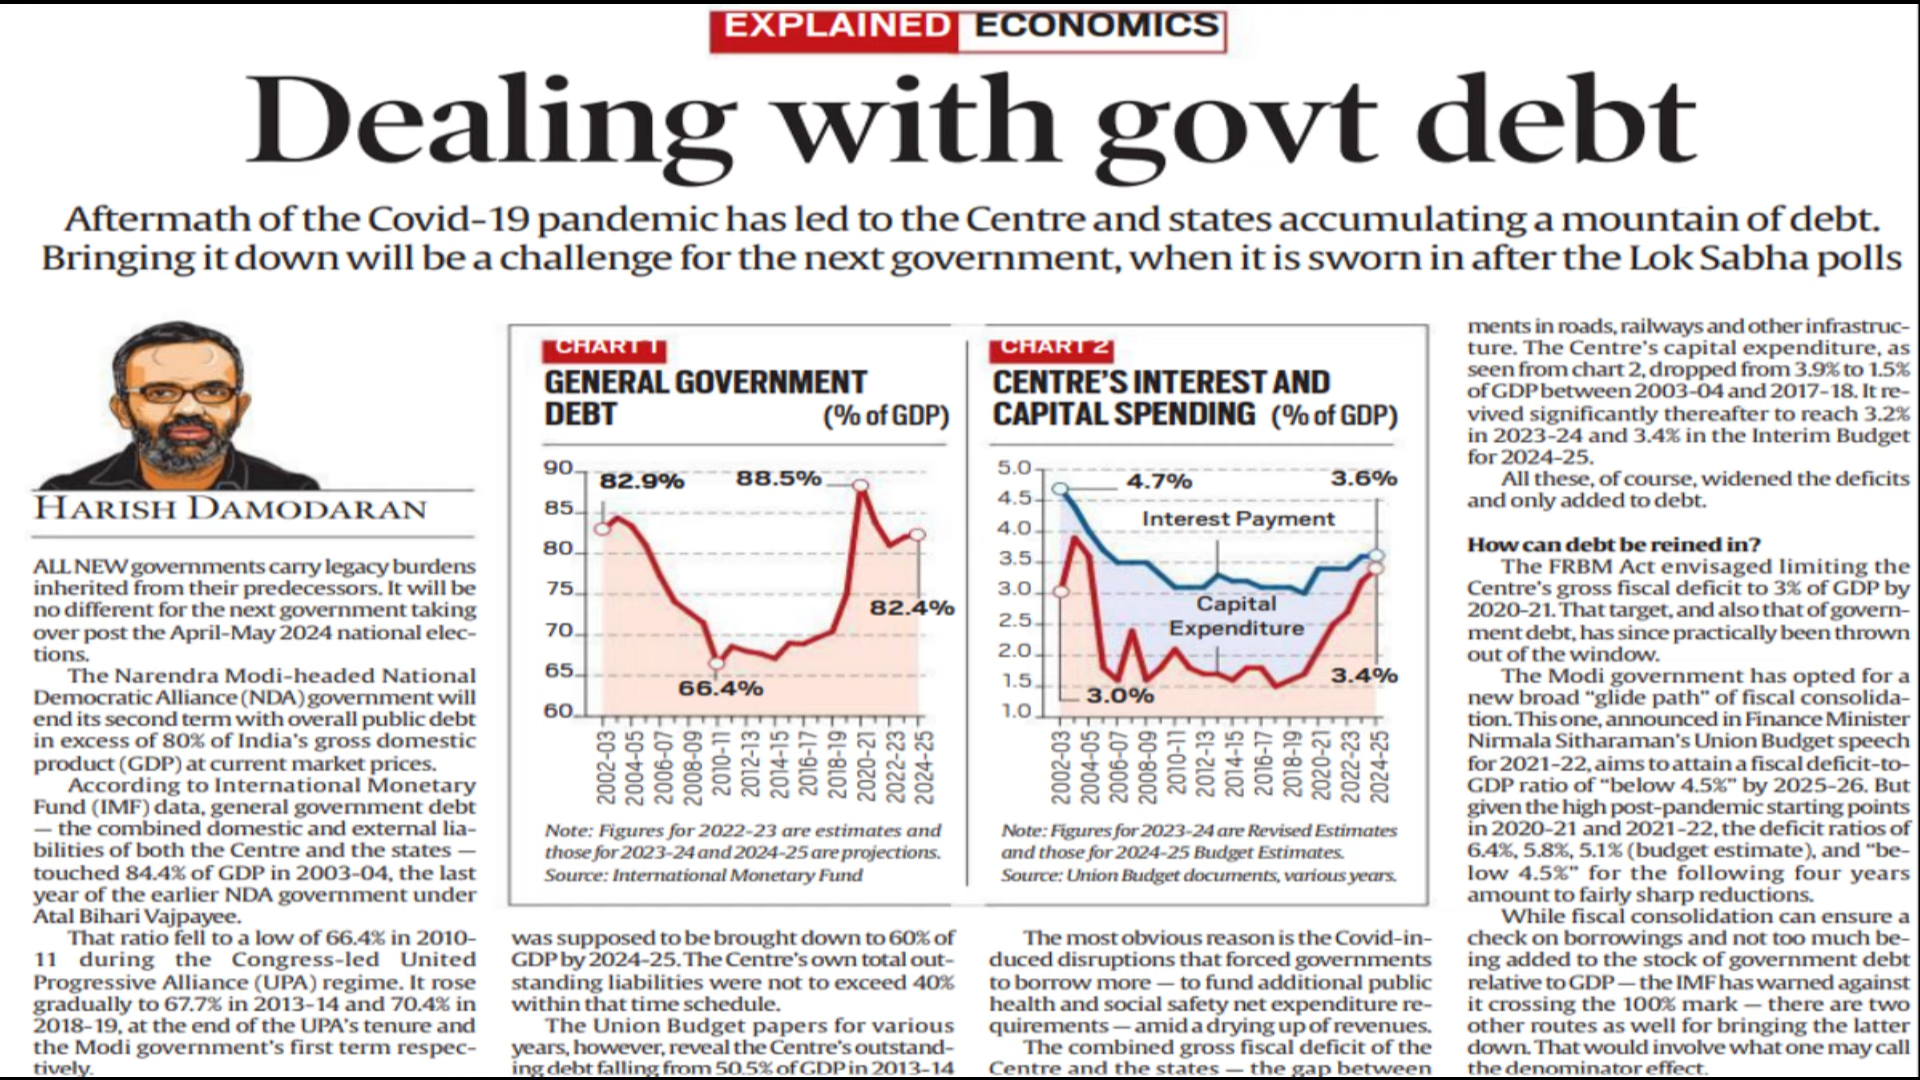 EXPLAINED ECONOMICS
Dealing with govt debt
Aftermath of the Covid-19 pandemic has led to the Centre and states accumulating a mountain of debt.
Bringing it down will be a challenge for the next government, when it is sworn in after the Lok Sabha polls
HARISH DAMODARAN
ALL NEW governments carry legacy burdens
inherited from their predecessors. It will be
no different for the next government taking
over post the April-May 2024 national elec-
tions.
The Narendra Modi-headed National
Democratic Alliance (NDA) government will
end its second term with overall public debt
in excess of 80% of India's gross domestic
product (GDP) at current market prices.
According to International Monetary
Fund (IMF) data, general government debt
— the combined domestic and external lia-
bilities of both the Centre and the states —
touched 84.4% of GDP in 2003-04, the last
year of the earlier NDA government under
Atal Bihari Vajpayee.
That ratio fell to a low of 66.4% in 2010-
11 during the Congress-led United
Progressive Alliance (UPA) regime. It rose
gradually to 67.7% in 2013-14 and 70.4% in
2018-19, at the end of the UPA's tenure and
the Modi government's first term respec-
tively.
CHART 1
GENERAL GOVERNMENT
DEBT (% of GDP)
90
85
80
75
70
65
60
82.9%
88.5%
82.4%
66.4%
2002-03
2004-05
2006-07
2008-09
2010-11
2012-13
2014-15
2016-17
2018-19
2020-21
2022-23
2024-25
Note: Figures for 2022-23 are estimates and
those for 2023-24 and 2024-25 are projections.
Source: International Monetary Fund
CHART 2
CENTRE'S INTEREST AND
CAPITAL SPENDING (% of GDP)
5.0
4.5
4.0
3.5
3.0
2.5
2.0
1.5
1.0
4.7%
3.6%
Interest Payment
Capital
Expenditure
3.4%
3.0%
2002-03
2004-05
2006-07
2008-09
2010-11
2012-13
2014-15
2016-17
2018-19
2020-21
2022-23
2024-25
Note: Figures for 2023-24 are Revised Estimates
and those for 2024-25 Budget Estimates.
Source: Union Budget documents, various years.
was supposed to be brought down to 60% of
GDP by 2024-25. The Centre's own total out-
standing liabilities were not to exceed 40%
within that time schedule.
The Union Budget papers for various
years, however, reveal the Centre's outstand-
ing debt falling from 50.5% of GDP in 2013-14
The most obvious reason is the Covid-in-
duced disruptions that forced governments
to borrow more — to fund additional public
health and social safety net expenditure re-
quirements — amid a drying up of revenues.
The combined gross fiscal deficit of the
Centre and the states — the gap between
ments in roads, railways and other infrastruc-
ture. The Centre's capital expenditure, as
seen from chart 2, dropped from 3.9% to 1.5%
of GDP between 2003-04 and 2017-18. It re-
vived significantly thereafter to reach 3.2%
in 2023-24 and 3.4% in the Interim Budget
for 2024-25.
All these, of course, widened the deficits
and only added to debt.
How can debt be reined in?
The FRBM Act envisaged limiting the
Centre's gross fiscal deficit to 3% of GDP by
2020-21. That target, and also that of govern-
ment debt, has since practically been thrown
out of the window.
The Modi government has opted for a
new broad "glide path" of fiscal consolida-
tion. This one, announced in Finance Minister
Nirmala Sitharaman's Union Budget speech
for 2021-22, aims to attain a fiscal deficit-to-
GDP ratio of "below 4.5%" by 2025-26. But
given the high post-pandemic starting points
in 2020-21 and 2021-22, the deficit ratios of
6.4%, 5.8%, 5.1% (budget estimate), and "be-
low 4.5%" for the following four years
amount to fairly sharp reductions.
While fiscal consolidation can ensure a
check on borrowings and not too much be-
ing added to the stock of government debt
relative to GDP — the IMF has warned against
it crossing the 100% mark — there are two
other routes as well for bringing the latter
down. That would involve what one may call
the denominator effect.